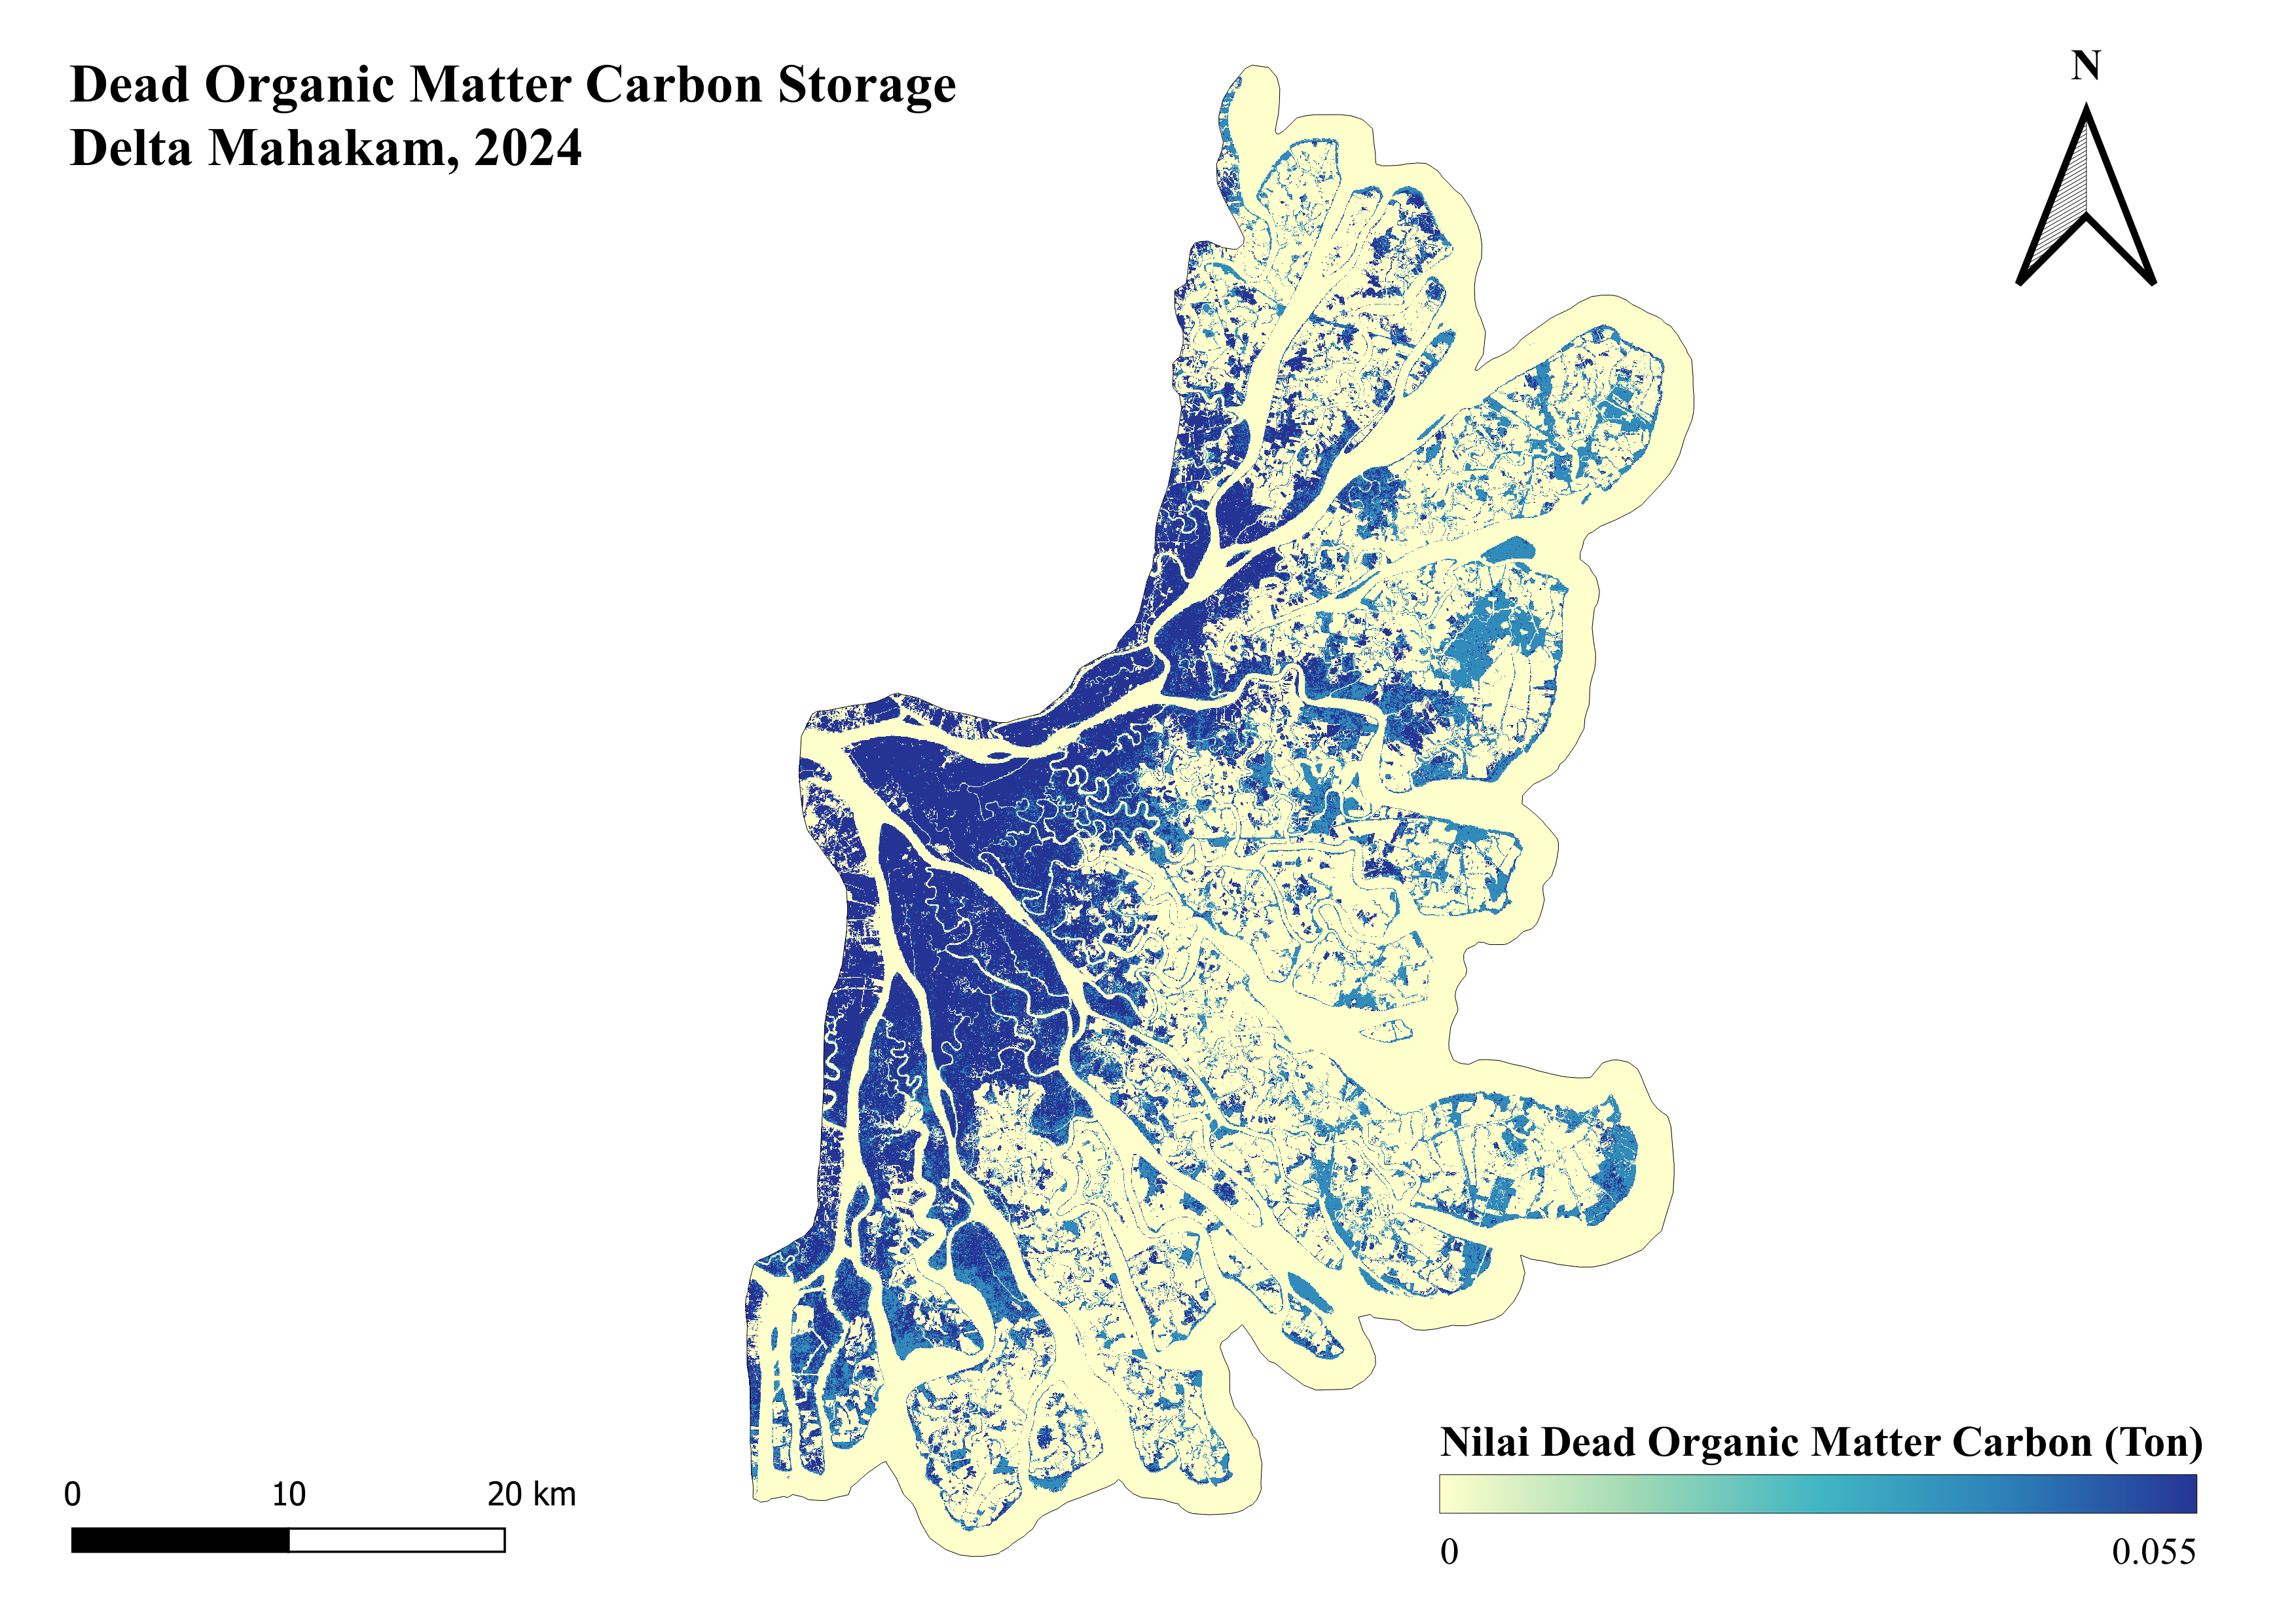 Dead Organic Matter Carbon Storage
Delta Mahakam, 2024
N
Nilai Dead Organic Matter Carbon (Ton)
0 0.055
0 10 20 km